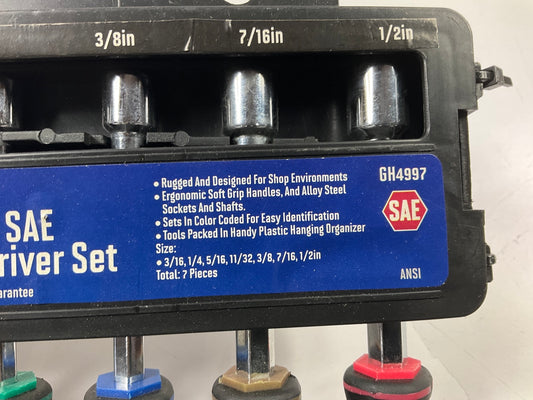 3/8in 7/16in 1/2in
• Rugged And Designed For Shop Environments
• Ergonomic Soft Grip Handles, And Alloy Steel
Sockets And Shafts.
• Sets In Color Coded For Easy Identification
• Tools Packed In Handy Plastic Hanging Organizer
Size:
• 3/16, 1/4, 5/16, 11/32, 3/8, 7/16, 1/2in
Total: 7 Pieces
GH4997
SAE
ANSI
SAE
river Set
arantee